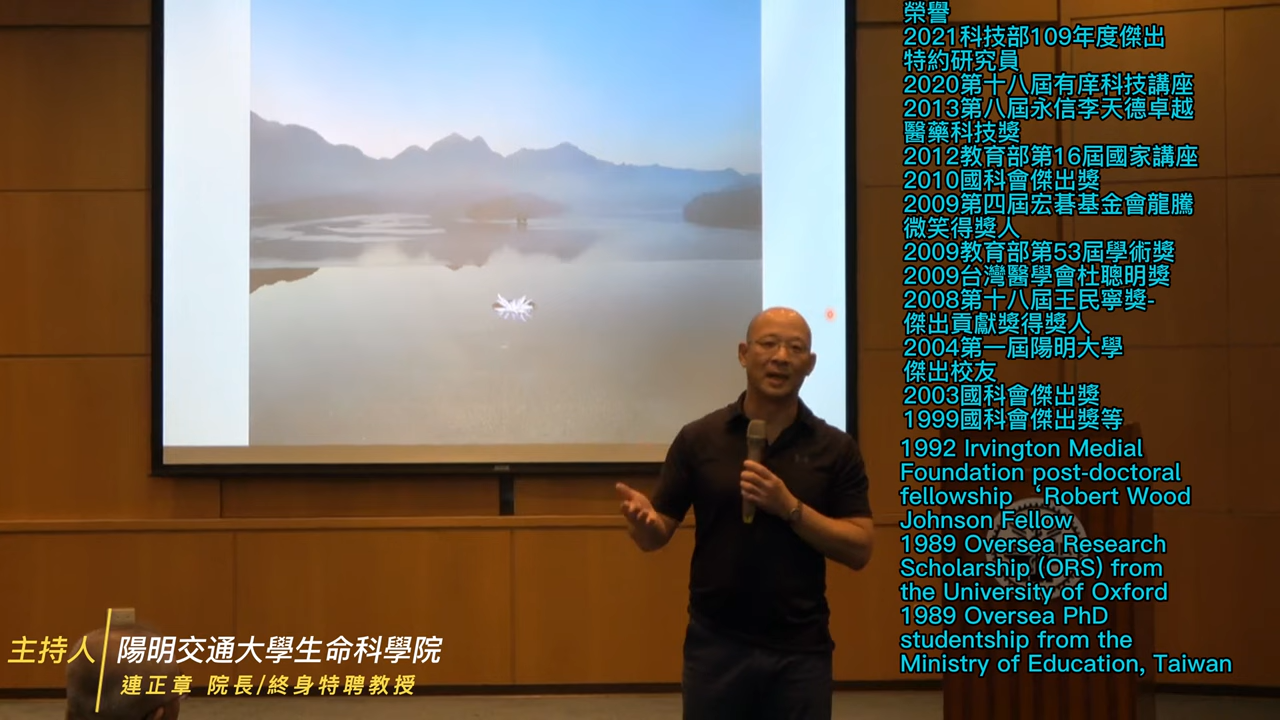 榮譽
2021科技部109年度傑出
特約研究員
2020第十八屆有庠科技講座
2013第八屆永信李天德卓越
醫藥科技獎
2012教育部第16屆國家講座
2010國科會傑出獎
2009第四屆宏碁基金會龍騰
微笑得獎人
2009教育部第53屆學術獎
2009台灣醫學會杜聰明獎
2008第十八屆王民寧獎-
傑出貢獻獎得獎人
2004第一屆陽明大學
傑出校友
2003國科會傑出獎
1999國科會傑出獎等
1992 Irvington Medial
Foundation post-doctoral
fellowship ‘Robert Wood
Johnson Fellow
1989 Oversea Research
Scholarship (ORS) from
the University of Oxford
1989 Oversea PhD
studentship from the
Ministry of Education, Taiwan
主持人
陽明交通大學生命科學院
連正章 院長/終身特聘教授